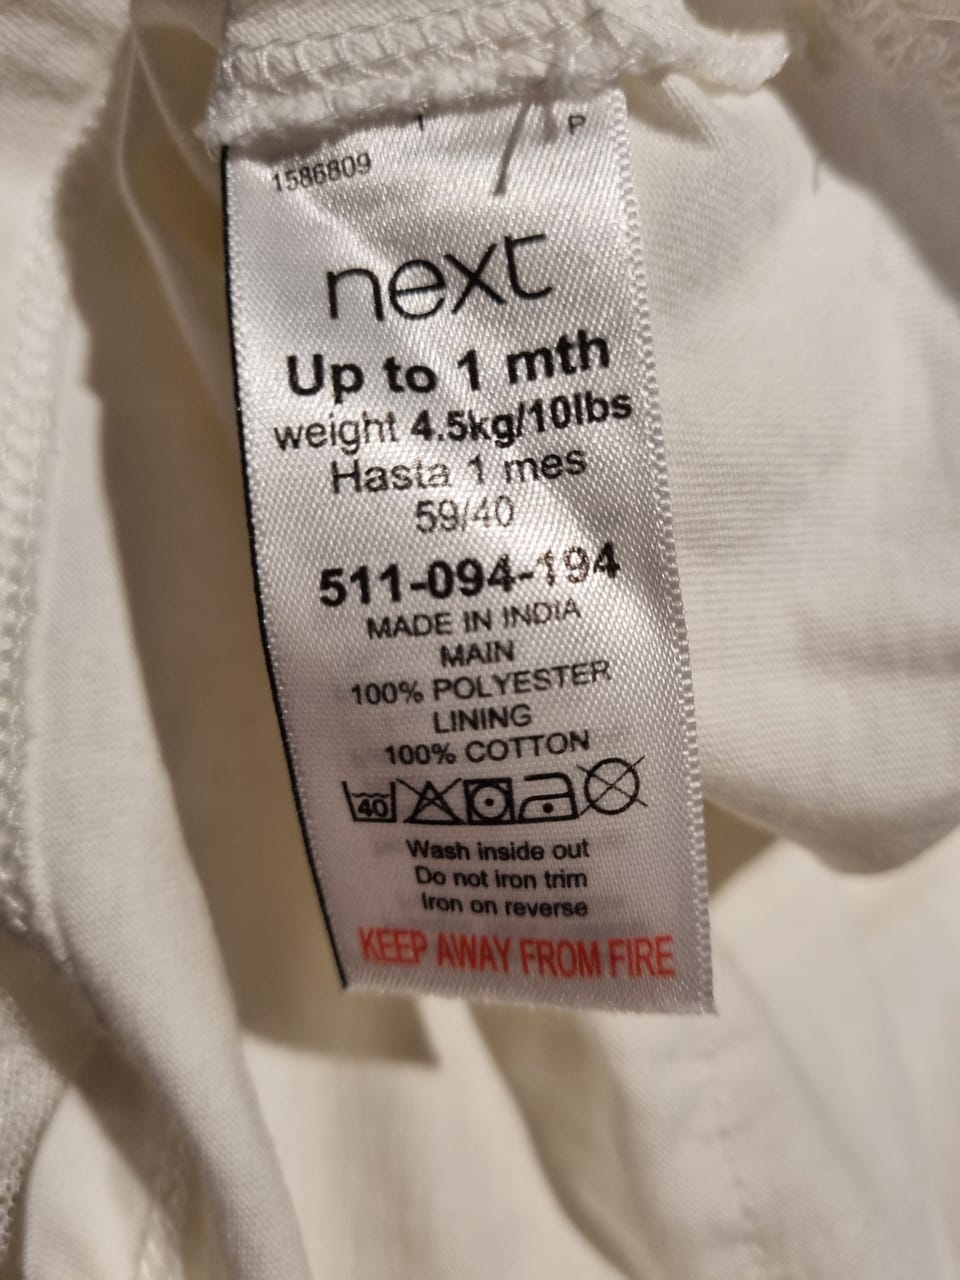 1 P
1586809
next
Up to 1 mth
weight 4.5kg/10lbs
Hasta 1 mes
59/40
511-094-194
MADE IN INDIA
MAIN
100% POLYESTER
LINING
100% COTTON
40
Wash inside out
Do not iron trim
Iron on reverse
KEEP AWAY FROM FIRE